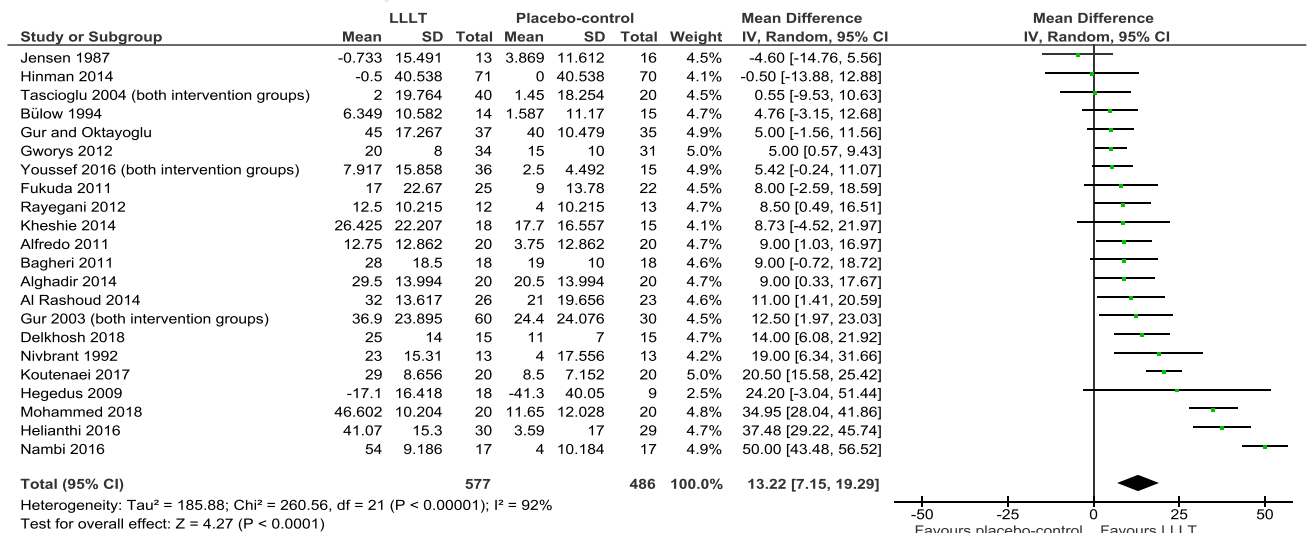 LLLT Placebo-control Mean Difference Mean Difference
Study or Subgroup Mean SD Total Mean SD Total Weight IV, Random, 95% CI IV, Random, 95% CI
Jensen 1987 -0.733 15.491 13 3.869 11.612 16 4.5% -4.60 [-14.76, 5.56]
Hinman 2014 -0.5 40.538 71 0 40.538 70 4.1% -0.50 [-13.88, 12.88]
Tascioglu 2004 (both intervention groups) 2 19.764 40 1.45 18.254 20 4.5% 0.55 [-9.53, 10.63]
Bülow 1994 6.349 10.582 14 1.587 11.17 15 4.7% 4.76 [-3.15, 12.68]
Gur and Oktayoglu 45 17.267 37 40 10.479 35 4.9% 5.00 [-1.56, 11.56]
Gworys 2012 20 8 34 15 10 31 5.0% 5.00 [0.57, 9.43]
Youssef 2016 (both intervention groups) 7.917 15.858 36 2.5 4.492 15 4.9% 5.42 [-0.24, 11.07]
Fukuda 2011 17 22.67 25 9 13.78 22 4.5% 8.00 [-2.59, 18.59]
Rayegani 2012 12.5 10.215 12 4 10.215 13 4.7% 8.50 [0.49, 16.51]
Kheshie 2014 26.425 22.207 18 17.7 16.557 15 4.1% 8.73 [-4.52, 21.97]
Alfredo 2011 12.75 12.862 20 3.75 12.862 20 4.7% 9.00 [1.03, 16.97]
Bagheri 2011 28 18.5 18 19 10 18 4.5% 9.00 [-0.72, 18.72]
Alghadir 2014 29.5 13.994 20 20.5 13.994 20 4.7% 9.00 [0.33, 17.67]
Al Rashoud 2014 32 13.617 26 21 19.656 23 4.6% 11.00 [1.41, 20.59]
Gur 2003 (both intervention groups) 36.9 23.895 60 24.4 24.076 30 4.5% 12.50 [1.97, 23.03]
Delkhosh 2018 25 14 15 11 7 15 4.7% 14.00 [6.08, 21.92]
Nivbrant 1992 23 15.31 13 4 17.556 13 4.2% 19.00 [6.34, 31.66]
Koutenaei 2017 29 8.656 20 8.5 7.152 20 5.0% 20.50 [15.58, 25.42]
Hegedus 2009 -17.1 16.418 18 -41.3 40.05 9 2.5% 24.20 [-3.04, 51.44]
Mohammed 2018 46.602 10.204 20 11.65 12.028 20 4.8% 34.95 [28.04, 41.86]
Helianthi 2016 41.07 15.3 30 3.59 17 29 4.7% 37.48 [29.22, 45.74]
Nambi 2016 54 9.186 17 4 10.184 17 4.9% 50.00 [43.48, 56.52]
Total (95% CI) 577 486 100.0% 13.22 [7.15, 19.29]
Heterogeneity: Tau² = 185.88; Chi² = 260.56, df = 21 (P < 0.00001); I² = 92%
Test for overall effect: Z = 4.27 (P < 0.0001)
-50 -25 0 25 50
Favours placebo-control Favours LLLT